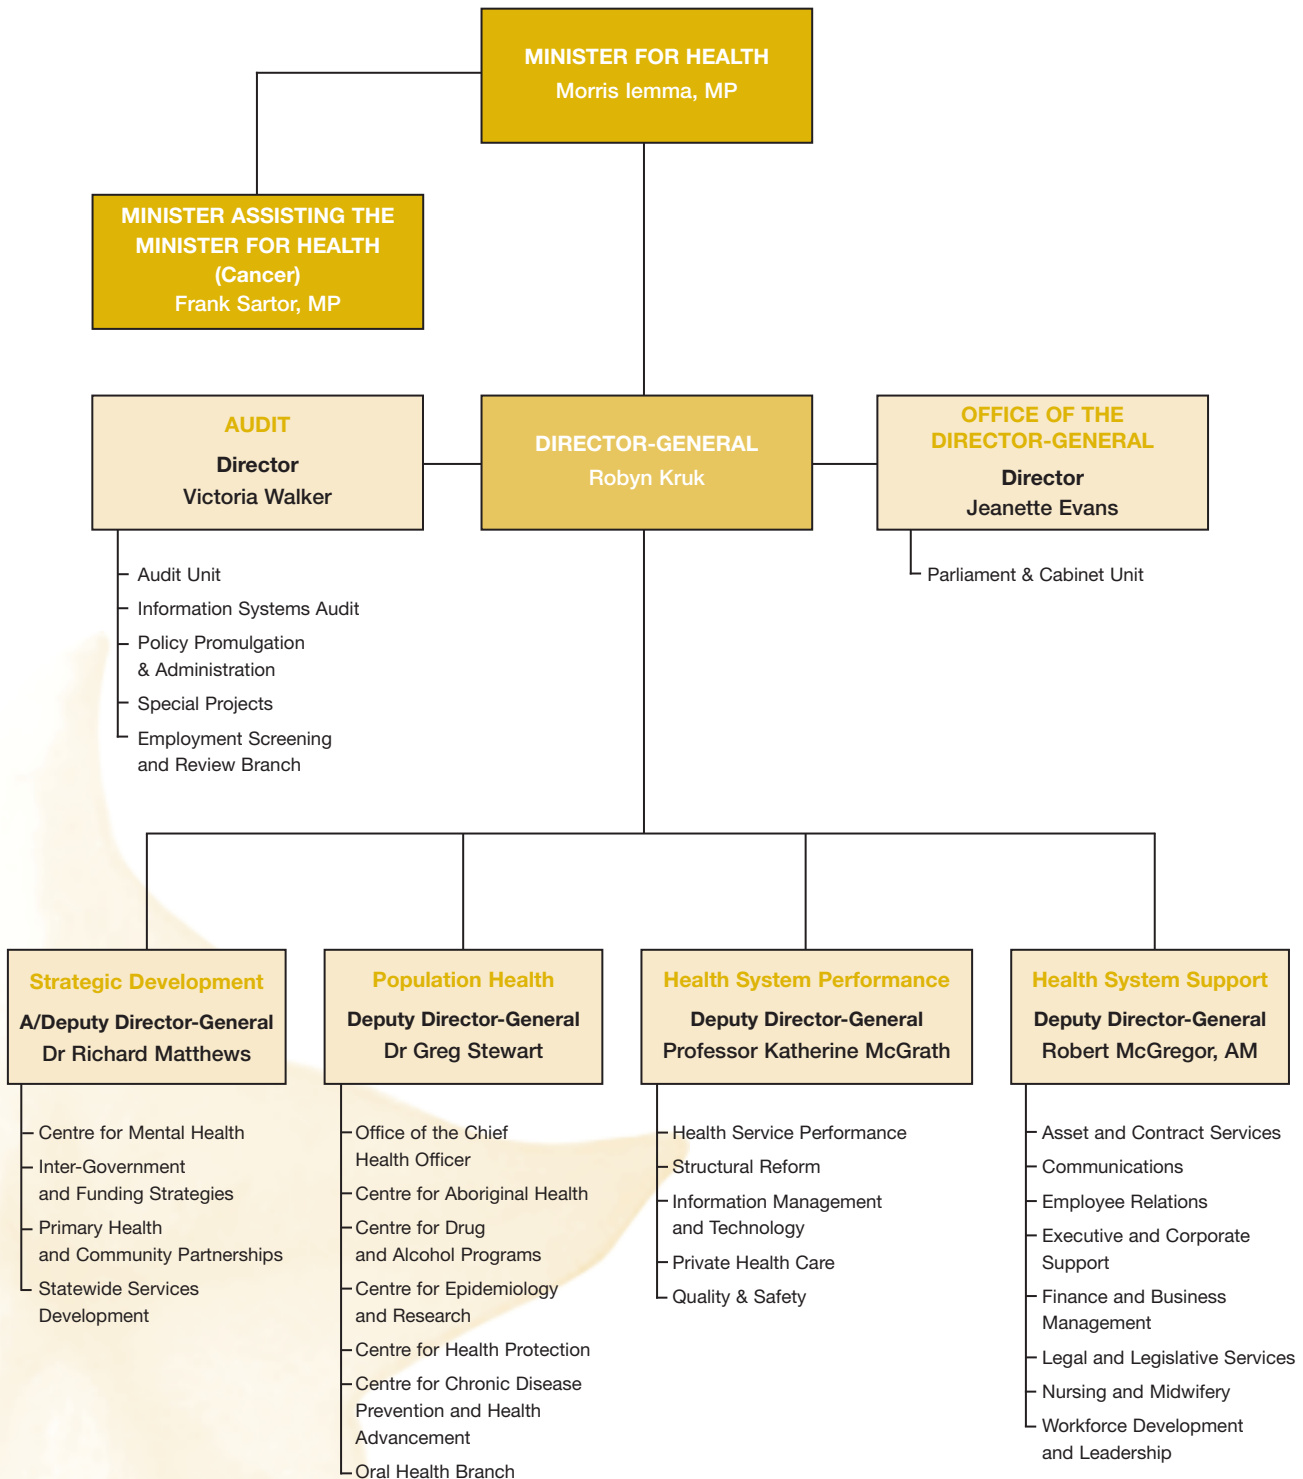 MINISTER FOR HEALTH
Morris Iemma, MP
MINISTER ASSISTING THE
MINISTER FOR HEALTH
(Cancer)
Frank Sartor, MP
AUDIT
Director
Victoria Walker
DIRECTOR-GENERAL
Robyn Kruk
OFFICE OF THE
DIRECTOR-GENERAL
Director
Jeanette Evans
Audit Unit
Information Systems Audit
Policy Promulgation
& Administration
Special Projects
Employment Screening
and Review Branch
Parliament & Cabinet Unit
Strategic Development
A/Deputy Director-General
Dr Richard Matthews
Centre for Mental Health
Inter-Government
and Funding Strategies
Primary Health
and Community Partnerships
Statewide Services
Development
Population Health
Deputy Director-General
Dr Greg Stewart
Office of the Chief
Health Officer
Centre for Aboriginal Health
Centre for Drug
and Alcohol Programs
Centre for Epidemiology
and Research
Centre for Health Protection
Centre for Chronic Disease
Prevention and Health
Advancement
Oral Health Branch
Health System Performance
Deputy Director-General
Professor Katherine McGrath
Health Service Performance
Structural Reform
Information Management
and Technology
Private Health Care
Quality & Safety
Health System Support
Deputy Director-General
Robert McGregor, AM
Asset and Contract Services
Communications
Employee Relations
Executive and Corporate
Support
Finance and Business
Management
Legal and Legislative Services
Nursing and Midwifery
Workforce Development
and Leadership